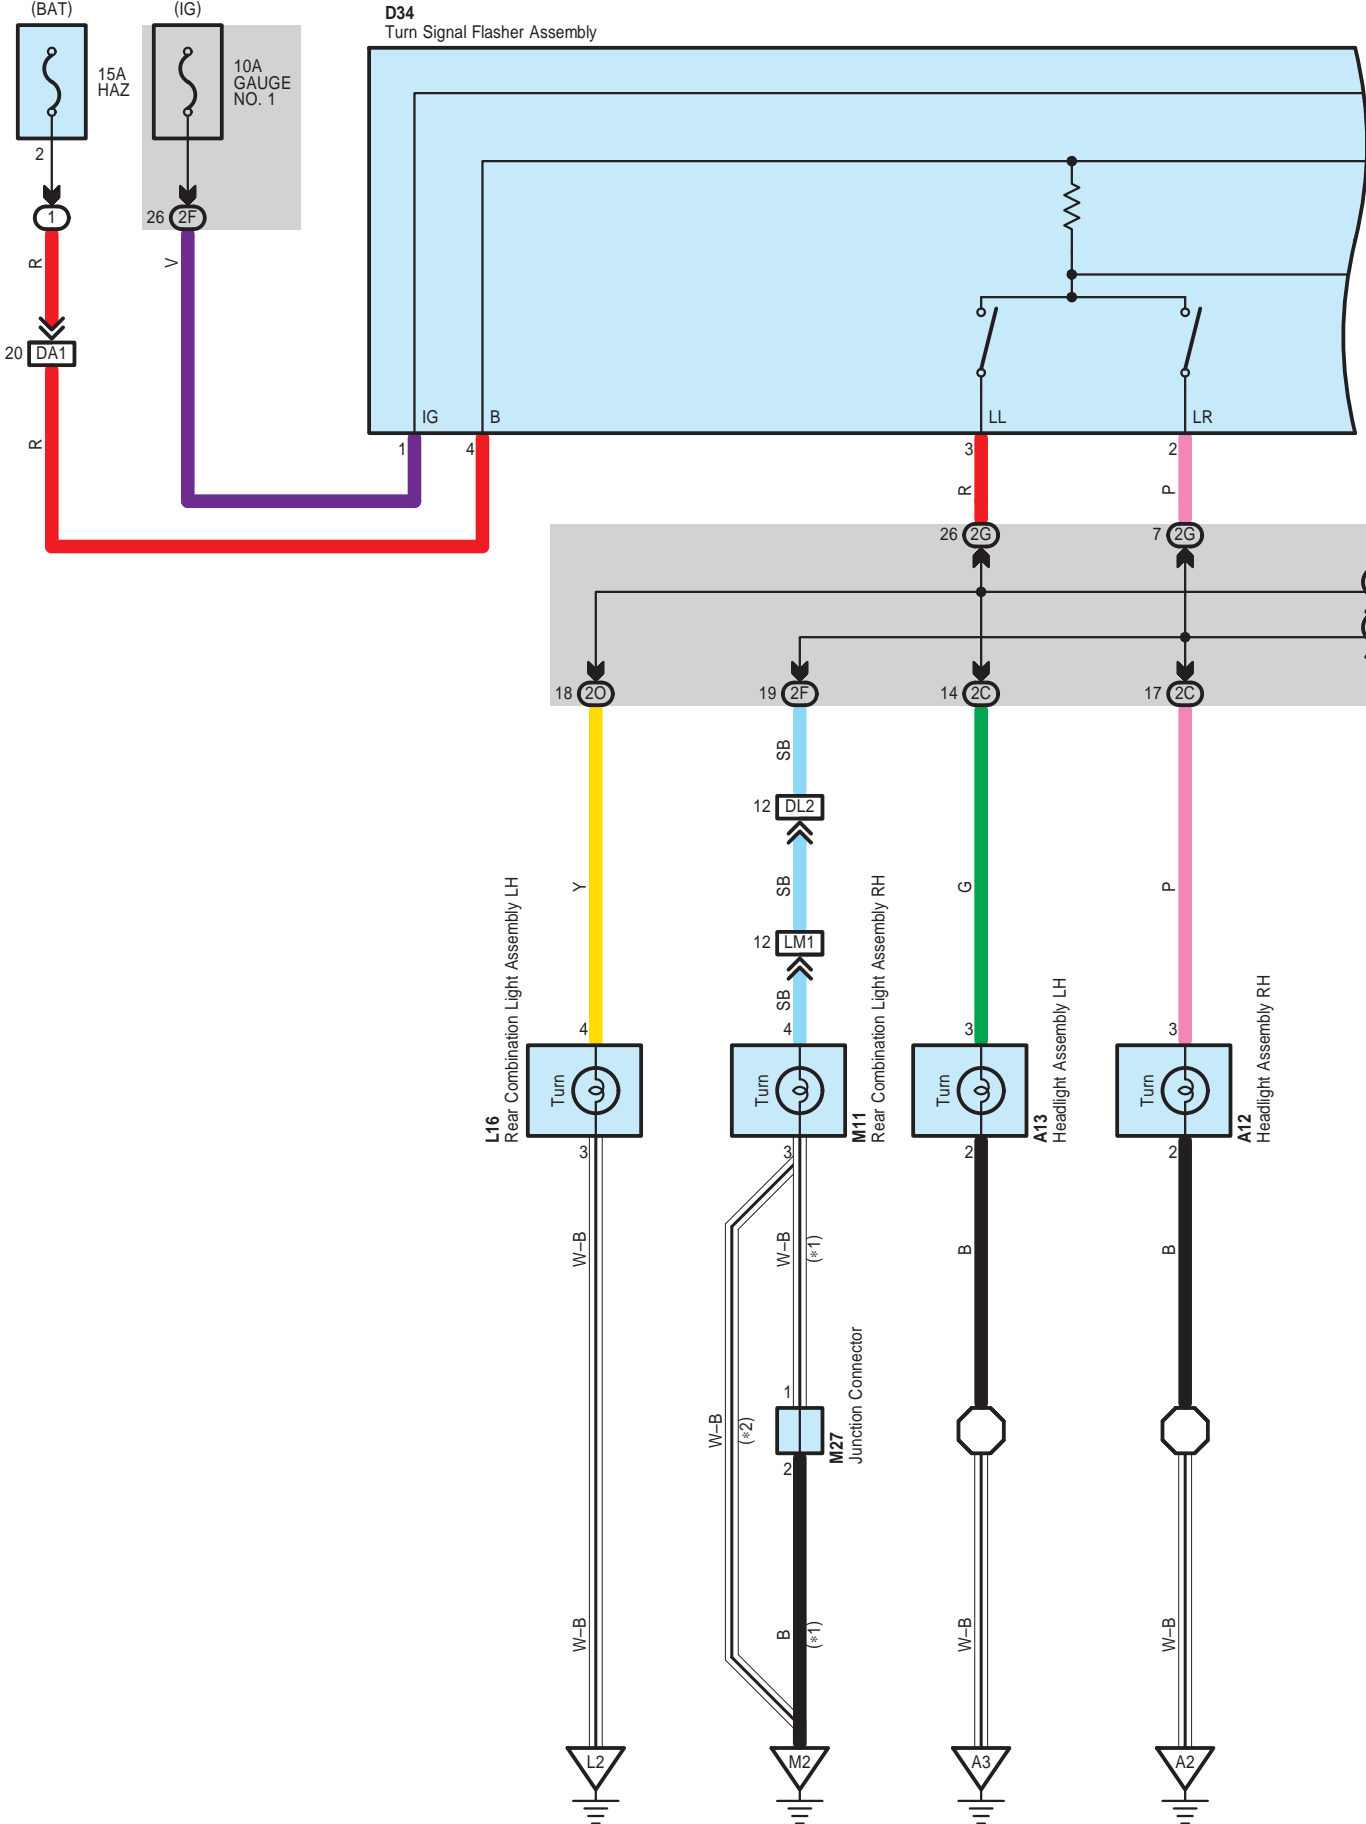 (BAT)
(IG)
D34
Turn Signal Flasher Assembly
15A
HAZ
10A
GAUGE
NO. 1
2
1
26 2F
R
V
20 DA1
R
IG
B
LL
LR
1
4
3
2
R
P
26 2G
7 2G
18 2O
19 2F
14 2C
17 2C
SB
12 DL2
Y
SB
G
P
12 LM1
SB
4
4
3
3
Turn
Turn
Turn
Turn
L16
Rear Combination Light Assembly LH
M11
Rear Combination Light Assembly RH
A13
Headlight Assembly LH
A12
Headlight Assembly RH
3
3
2
2
W–B
W–B
(*1)
B
B
1
W–B
(*2)
M27
Junction Connector
2
W–B
B
(*1)
W–B
W–B
L2
M2
A3
A2